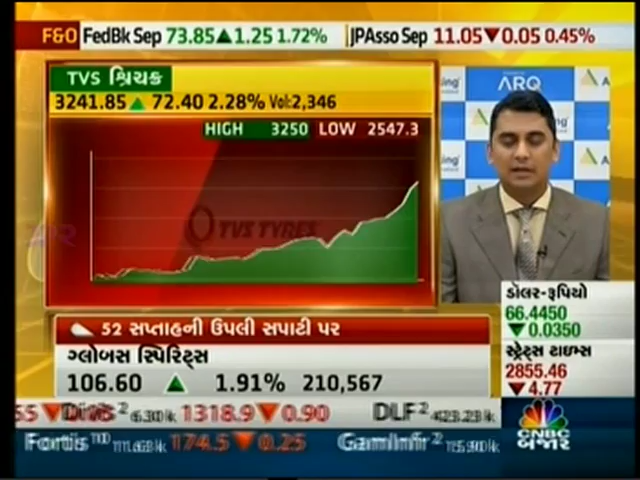 F&O FedBk Sep 73.85▲1.25 1.72% JPAsso Sep 11.05▼0.05 0.45%
TVS શ્રિચક્ર
3241.85 ▲ 72.40 2.28% Vol:2,346
HIGH 3250 LOW 2547.3
TVS TYRES
ARQ
ડોલર-રૂપિયો
66.4450
▼0.0350
સ્ટ્રેટ્સ ટાઇમ્સ
2855.46
▼4.77
52 સપ્તાહની ઉપલી સપાટી પર
ગ્લોબસ સ્પિરિટ્સ
106.60 ▲ 1.91% 210,567
1318.9▼0.90 DLF
Fortis 174.5▼0.25 GamInfr
CNBC
બજાર